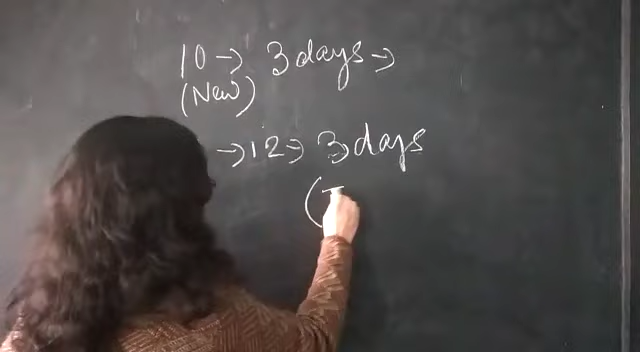 10 → 3 days →
(New)
→ 12 → 3 days
(